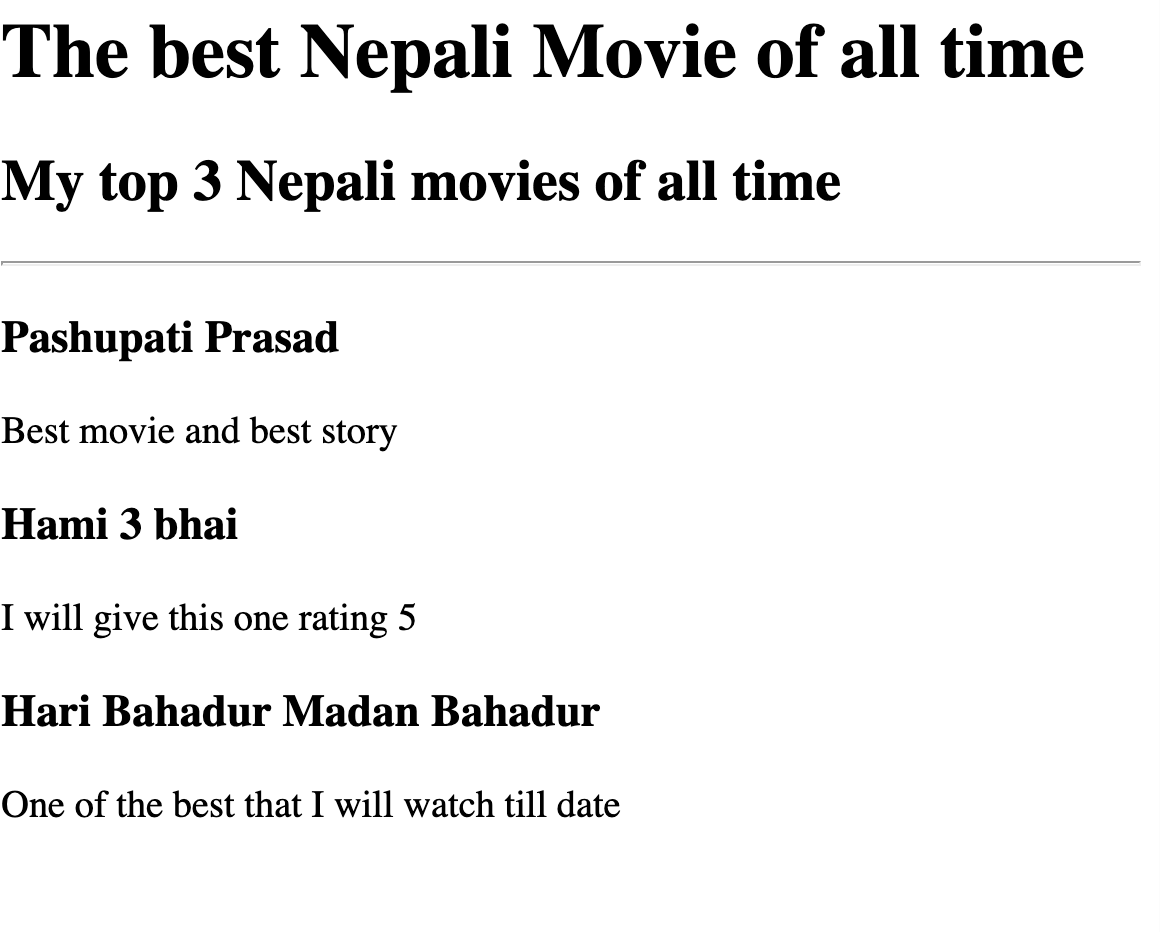 The best Nepali Movie of all time
My top 3 Nepali movies of all time
Pashupati Prasad
Best movie and best story
Hami 3 bhai
I will give this one rating 5
Hari Bahadur Madan Bahadur
One of the best that I will watch till date